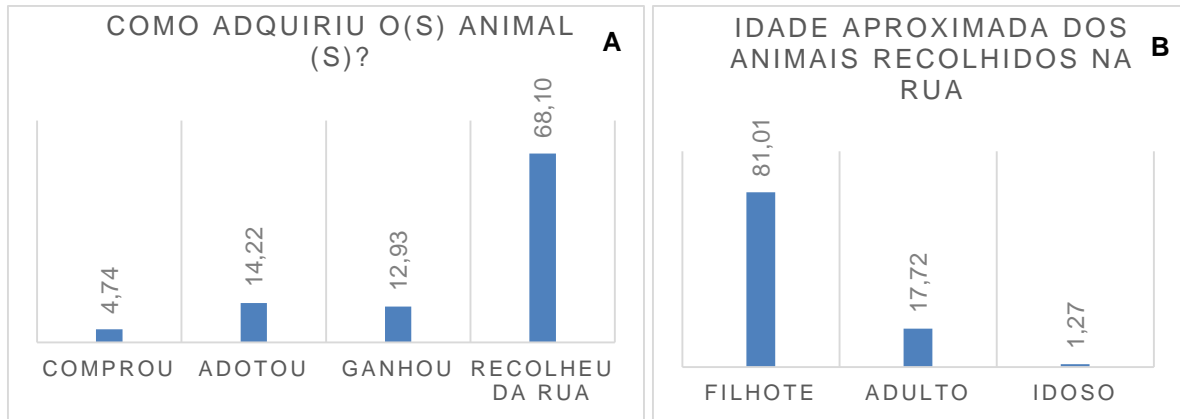 COMO ADQUIRIU O(S) ANIMAL
(S)?
A
4,74
14,22
12,93
68,10
COMPROU
ADOTOU
GANHOU
RECOLHEU
DA RUA
IDADE APROXIMADA DOS
ANIMAIS RECOLHIDOS NA
RUA
B
81,01
17,72
1,27
FILHOTE
ADULTO
IDOSO